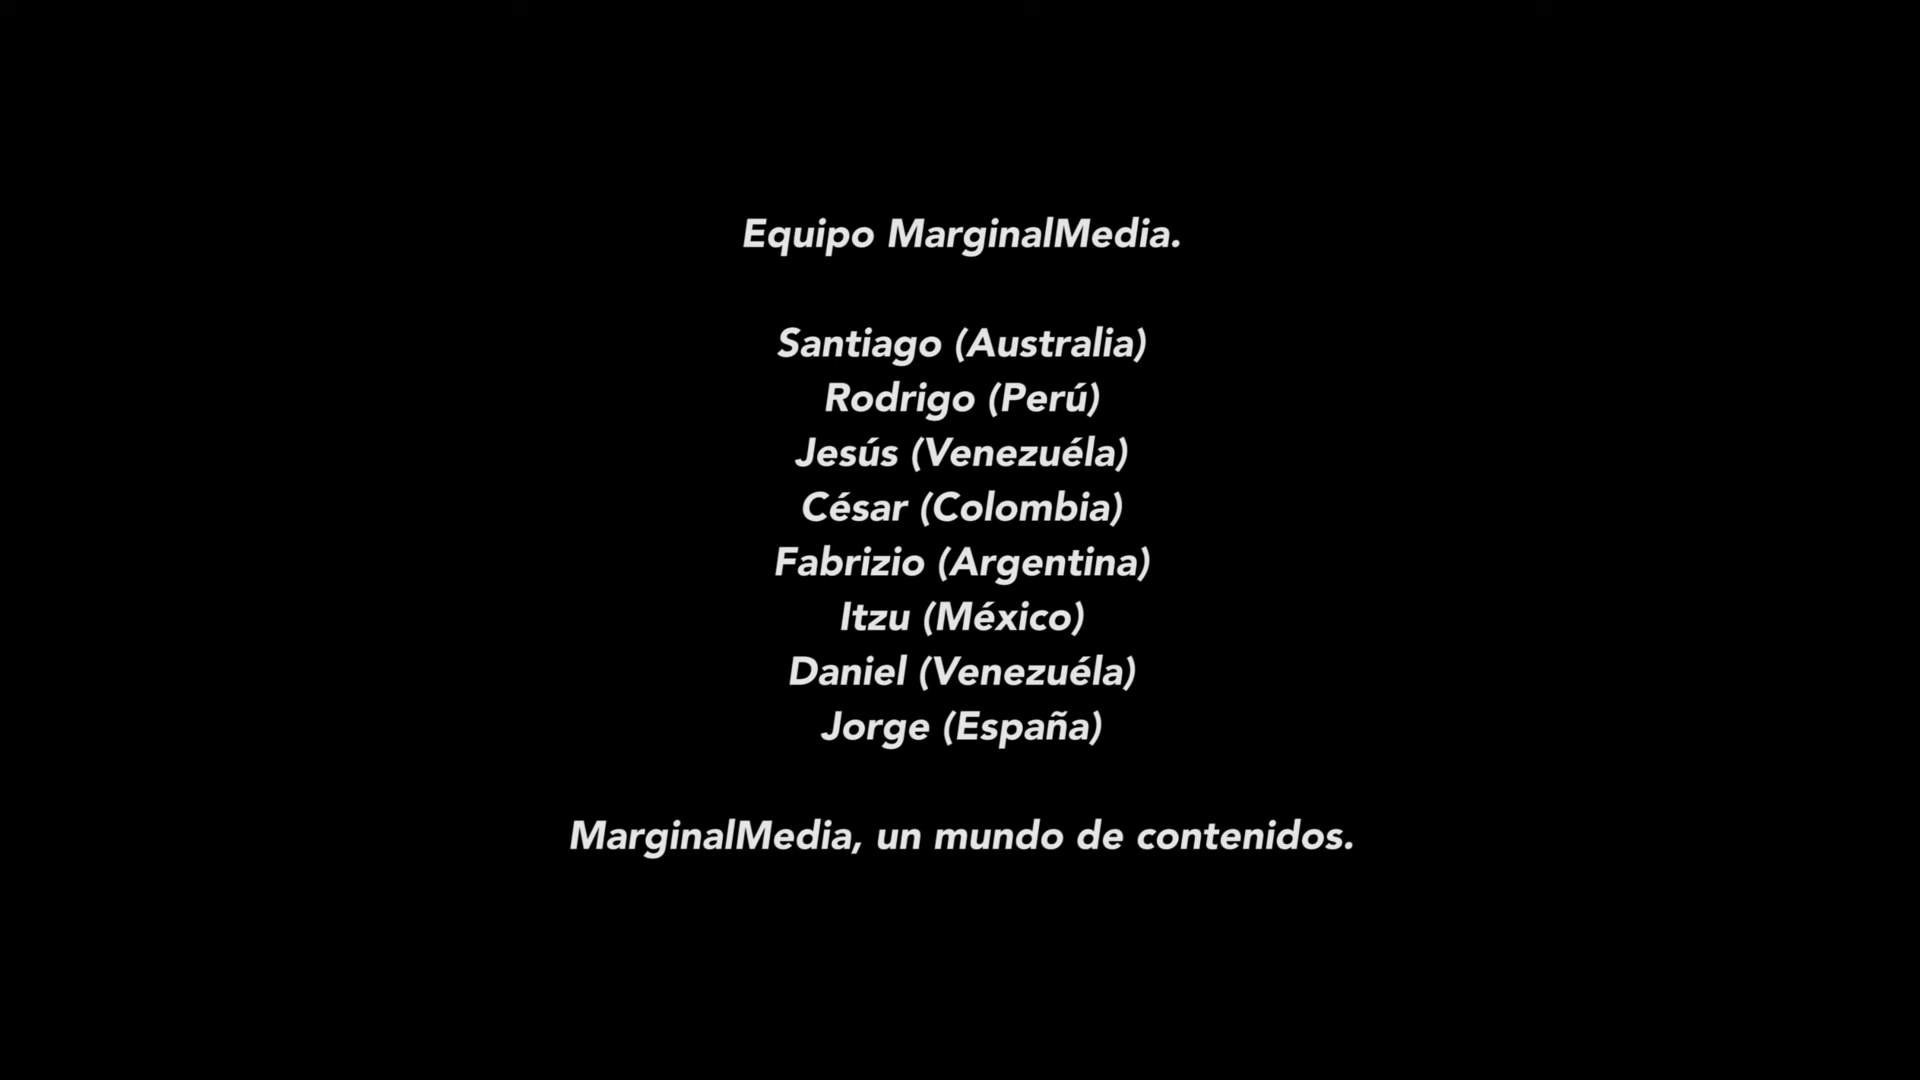 Equipo MarginalMedia.
Santiago (Australia)
Rodrigo (Perú)
Jesús (Venezuéla)
César (Colombia)
Fabrizio (Argentina)
Itzu (México)
Daniel (Venezuéla)
Jorge (España)
MarginalMedia, un mundo de contenidos.